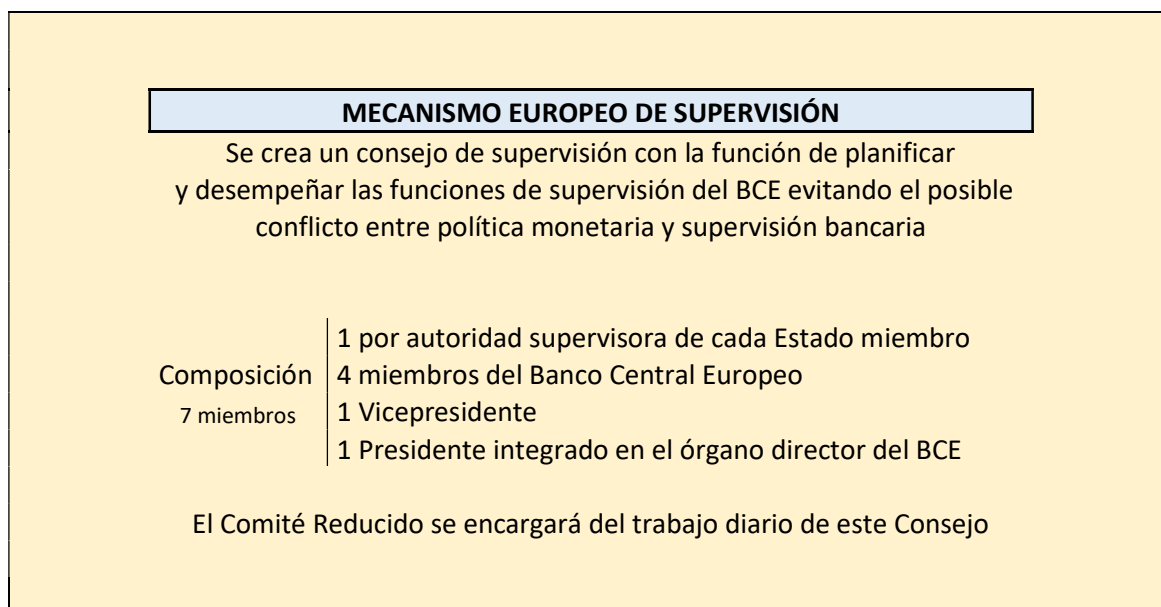 MECANISMO EUROPEO DE SUPERVISIÓN
Se crea un consejo de supervisión con la función de planificar
y desempeñar las funciones de supervisión del BCE evitando el posible
conflicto entre política monetaria y supervisión bancaria
Composición
7 miembros
1 por autoridad supervisora de cada Estado miembro
4 miembros del Banco Central Europeo
1 Vicepresidente
1 Presidente integrado en el órgano director del BCE
El Comité Reducido se encargará del trabajo diario de este Consejo